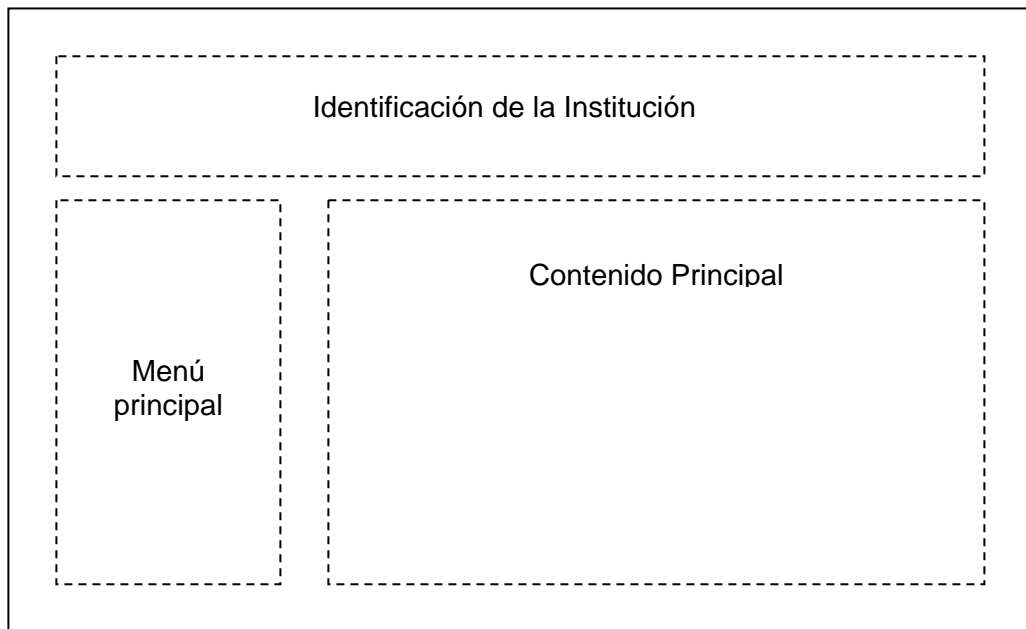 Identificación de la Institución
Contenido Principal
Menú
principal